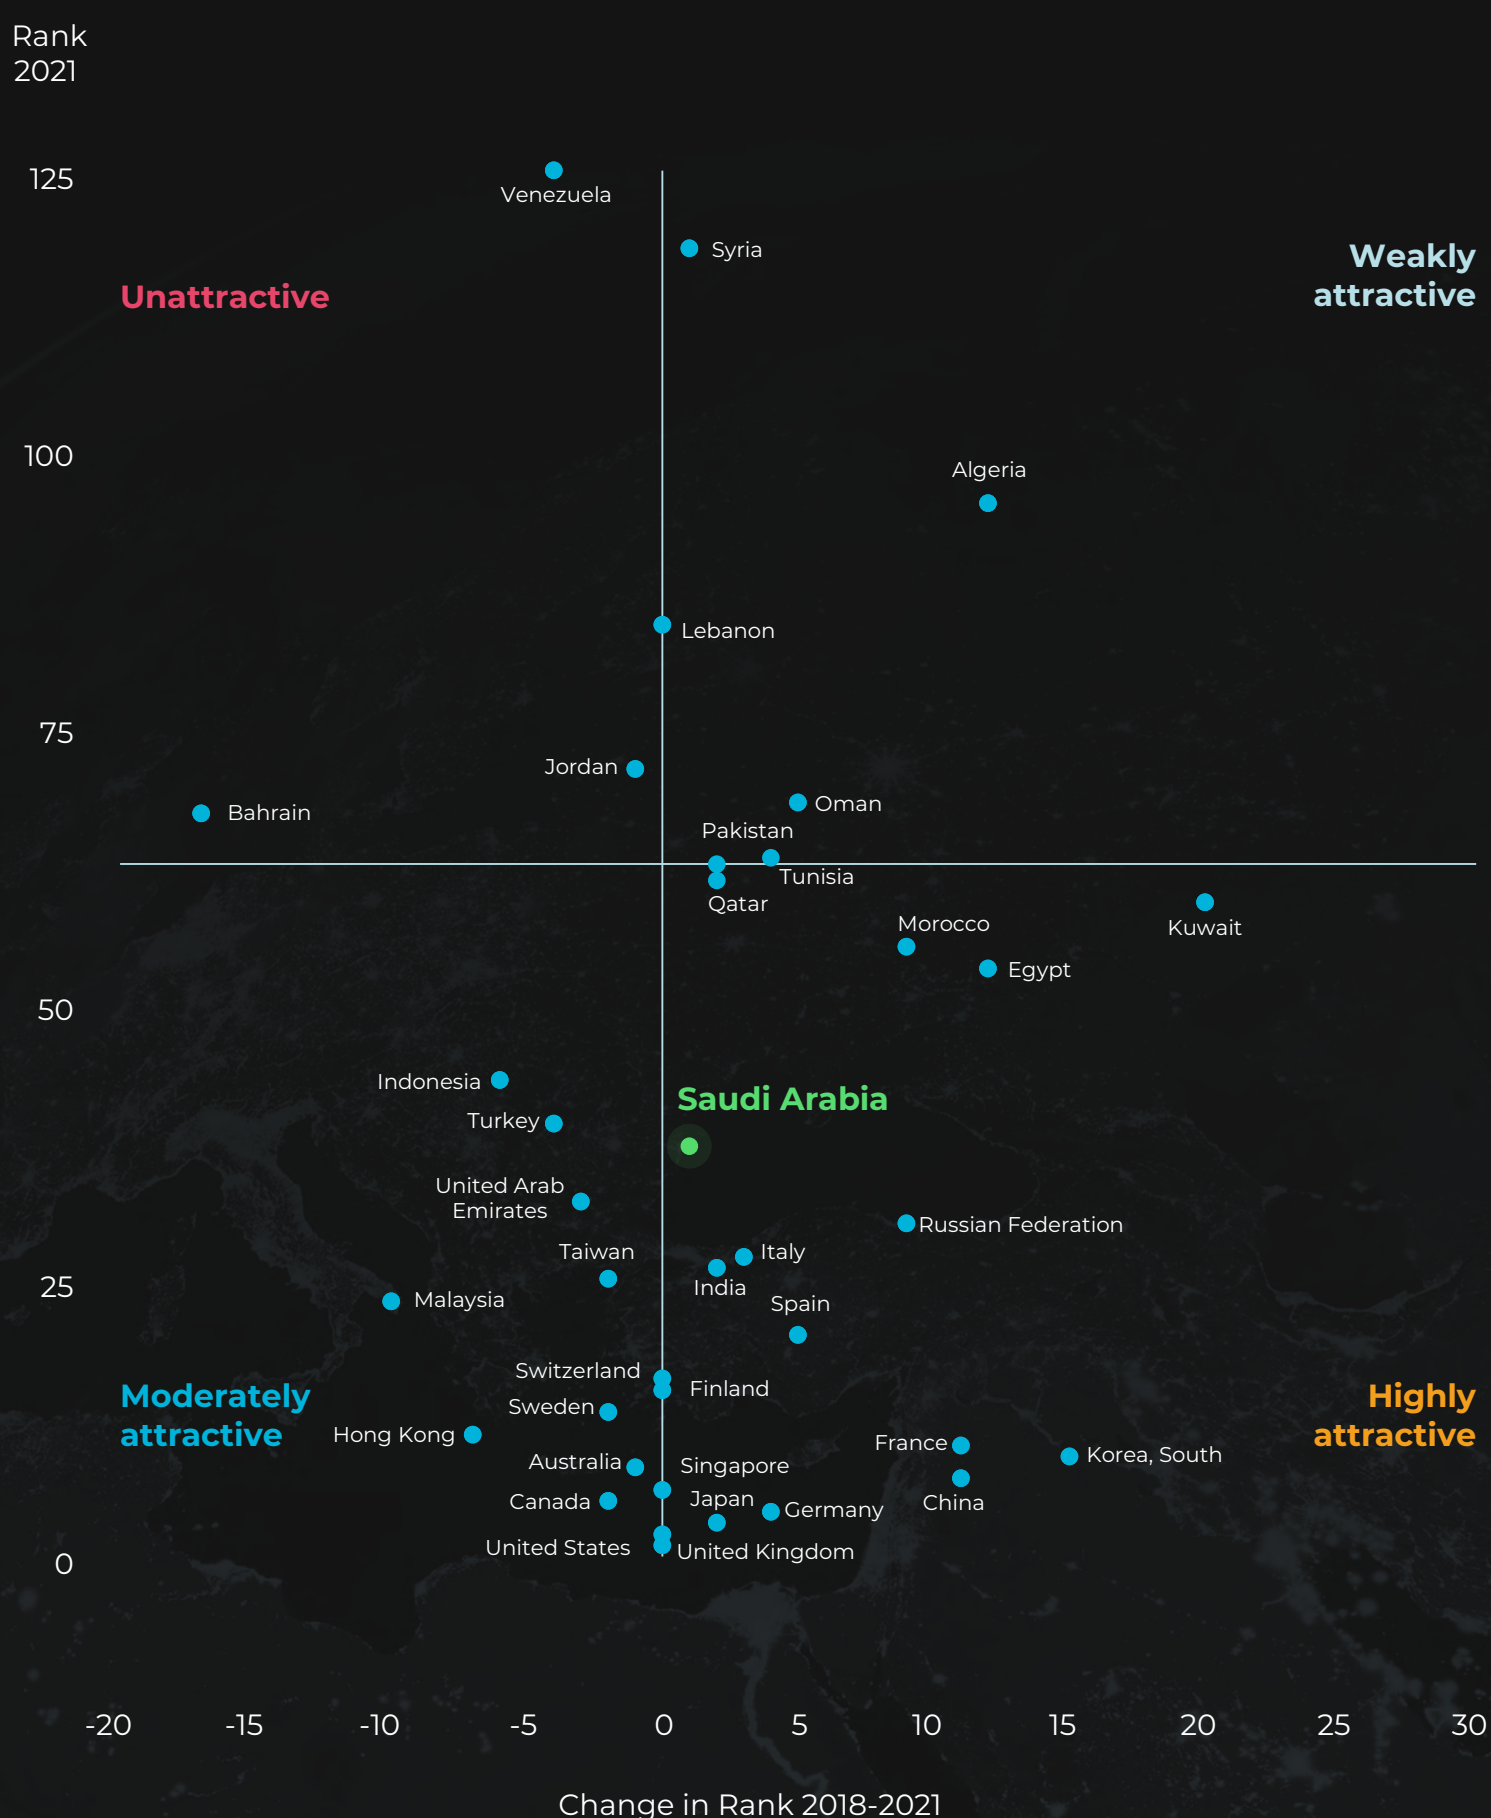 Rank
2021
125
Venezuela
Syria
Weakly
attractive
Unattractive
100
Algeria
Lebanon
75
Jordan
Bahrain
Oman
Pakistan
Tunisia
Qatar
Kuwait
Morocco
Egypt
50
Indonesia
Saudi Arabia
Turkey
United Arab
Emirates
Russian Federation
Taiwan
Italy
25
India
Malaysia
Spain
Switzerland
Finland
Moderately
attractive
Highly
attractive
Sweden
Hong Kong
France
Korea, South
Australia
Singapore
Canada
Japan
Germany
China
United States
United Kingdom
0
-20 -15 -10 -5 0 5 10 15 20 25 30
Change in Rank 2018-2021